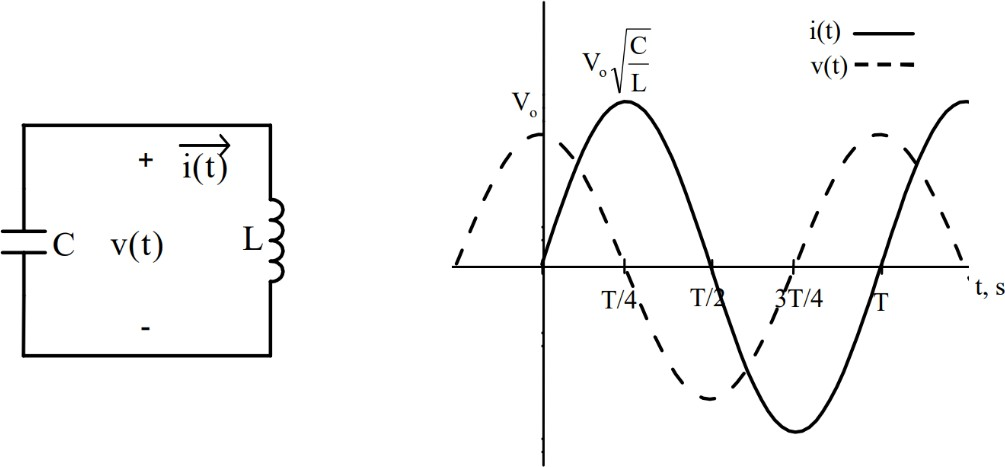 +
i(t)
C
v(t)
L
-
i(t)
v(t)
V₀√(C/L)
V₀
T/4
T/2
3T/4
T
t, s